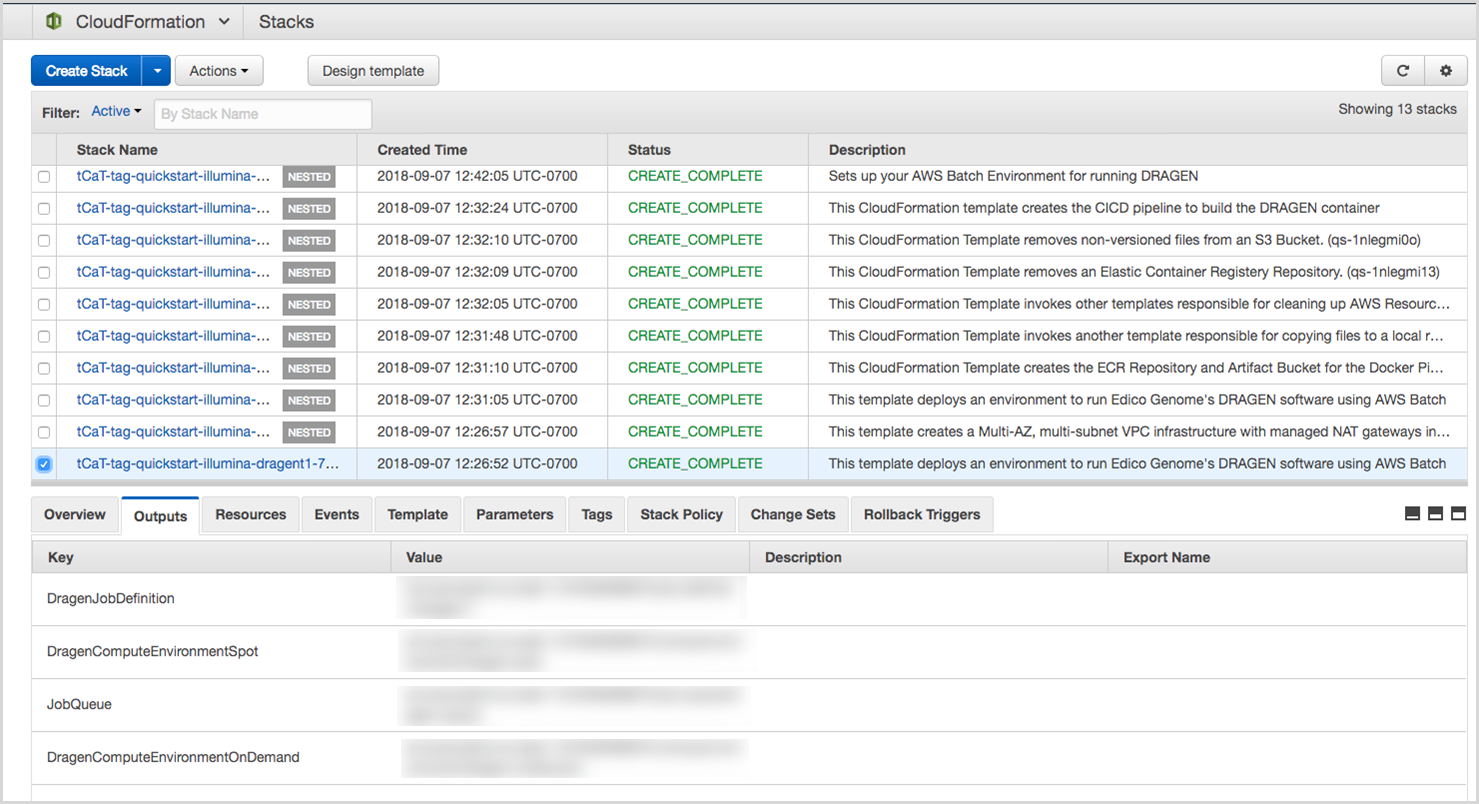 CloudFormation Stacks
Create Stack Actions Design template
Filter: Active By Stack Name Showing 13 stacks
Stack Name Created Time Status Description
tCaT-tag-quickstart-illumina-... NESTED 2018-09-07 12:42:05 UTC-0700 CREATE_COMPLETE Sets up your AWS Batch Environment for running DRAGEN
tCaT-tag-quickstart-illumina-... NESTED 2018-09-07 12:32:24 UTC-0700 CREATE_COMPLETE This CloudFormation template creates the CICD pipeline to build the DRAGEN container
tCaT-tag-quickstart-illumina-... NESTED 2018-09-07 12:32:10 UTC-0700 CREATE_COMPLETE This CloudFormation Template removes non-versioned files from an S3 Bucket. (qs-1nlegmi0o)
tCaT-tag-quickstart-illumina-... NESTED 2018-09-07 12:32:09 UTC-0700 CREATE_COMPLETE This CloudFormation Template removes an Elastic Container Registery Repository. (qs-1nlegmi13)
tCaT-tag-quickstart-illumina-... NESTED 2018-09-07 12:32:05 UTC-0700 CREATE_COMPLETE This CloudFormation Template invokes other templates responsible for cleaning up AWS Resourc...
tCaT-tag-quickstart-illumina-... NESTED 2018-09-07 12:31:48 UTC-0700 CREATE_COMPLETE This CloudFormation Template invokes another template responsible for copying files to a local r...
tCaT-tag-quickstart-illumina-... NESTED 2018-09-07 12:31:10 UTC-0700 CREATE_COMPLETE This CloudFormation Template creates the ECR Repository and Artifact Bucket for the Docker Pi...
tCaT-tag-quickstart-illumina-... NESTED 2018-09-07 12:31:05 UTC-0700 CREATE_COMPLETE This template deploys an environment to run Edico Genome's DRAGEN software using AWS Batch
tCaT-tag-quickstart-illumina-... NESTED 2018-09-07 12:26:57 UTC-0700 CREATE_COMPLETE This template creates a Multi-AZ, multi-subnet VPC infrastructure with managed NAT gateways in...
tCaT-tag-quickstart-illumina-dragent1-7... 2018-09-07 12:26:52 UTC-0700 CREATE_COMPLETE This template deploys an environment to run Edico Genome's DRAGEN software using AWS Batch
Overview Outputs Resources Events Template Parameters Tags Stack Policy Change Sets Rollback Triggers
Key Value Description Export Name
DragenJobDefinition
DragenComputeEnvironmentSpot
JobQueue
DragenComputeEnvironmentOnDemand